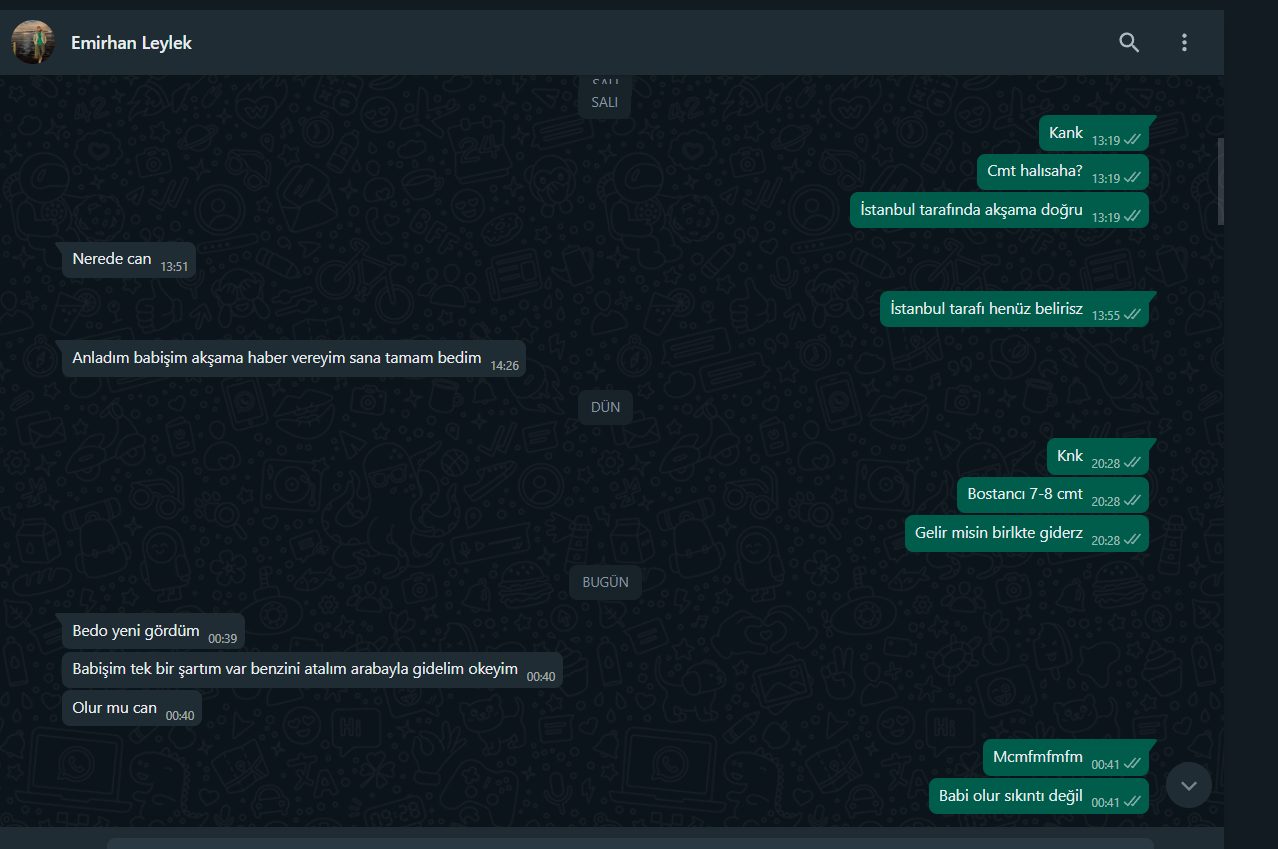 Emirhan Leylek
SALI
SALI
Kank 13:19
Cmt halısaha? 13:19
İstanbul tarafında akşama doğru 13:19
Nerede can 13:51
İstanbul tarafı henüz belirisz 13:55
Anladım babişim akşama haber vereyim sana tamam bedim 14:26
DÜN
Knk 20:28
Bostancı 7-8 cmt 20:28
Gelir misin birlkte giderz 20:28
BUGÜN
Bedo yeni gördüm 00:39
Babişim tek bir şartım var benzini atalım arabayla gidelim okeyim 00:40
Olur mu can 00:40
Mcmfmfmfm 00:41
Babi olur sıkıntı değil 00:41